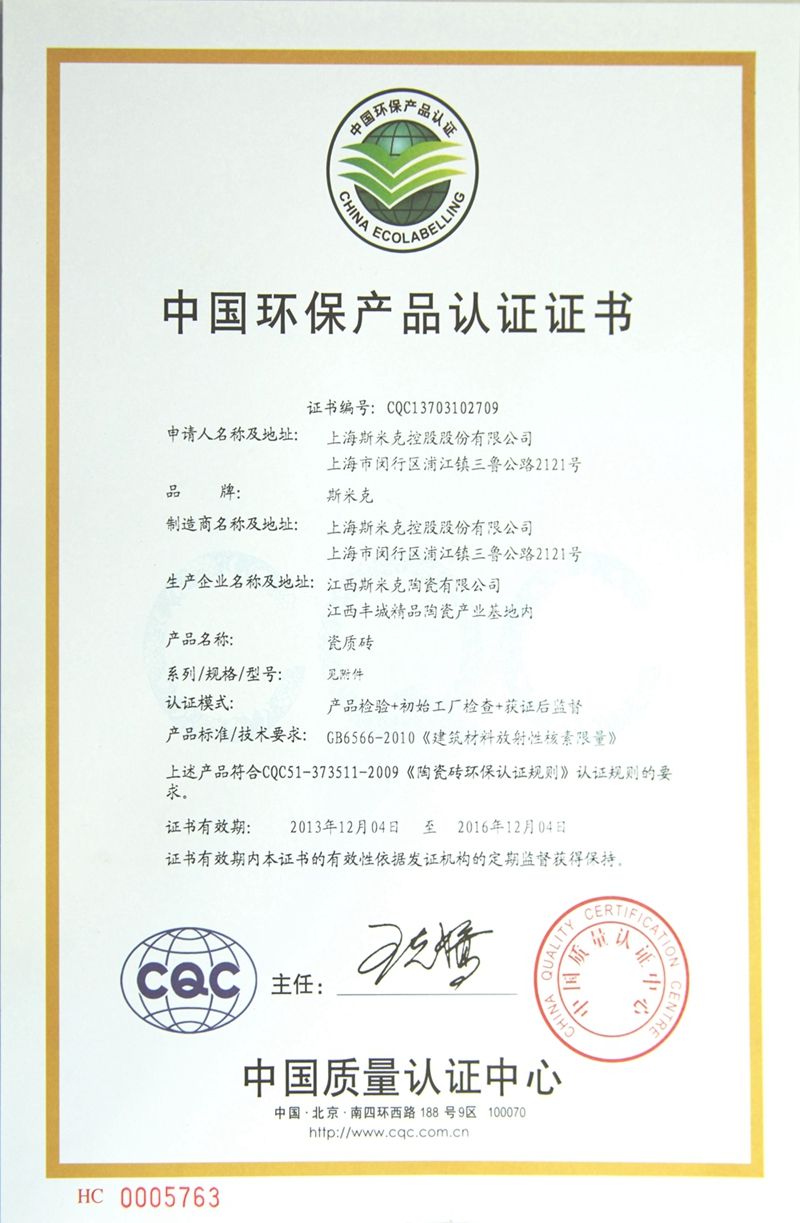 中国环保产品认证
CHINA ECOLABELLING
中国环保产品认证证书
证书编号: CQC13703102709
申请人名称及地址: 上海斯米克控股股份有限公司
上海市闵行区浦江镇三鲁公路2121号
品 牌: 斯米克
制造商名称及地址: 上海斯米克控股股份有限公司
上海市闵行区浦江镇三鲁公路2121号
生产企业名称及地址: 江西斯米克陶瓷有限公司
江西丰城精品陶瓷产业基地内
产品名称: 瓷质砖
系列/规格/型号: 见附件
认证模式: 产品检验+初始工厂检查+获证后监督
产品标准/技术要求: GB6566-2010《建筑材料放射性核素限量》
上述产品符合CQC51-373511-2009《陶瓷砖环保认证规则》认证规则的要
求。
证书有效期: 2013年12月04日 至 2016年12月04日
证书有效期内本证书的有效性依据发证机构的定期监督获得保持。
CQC
主任:
CHINA QUALITY CERTIFICATION CENTRE
中国质量认证中心
中国质量认证中心
中国·北京·南四环西路 188 号9区 100070
http://www.cqc.com.cn
HC 0005763